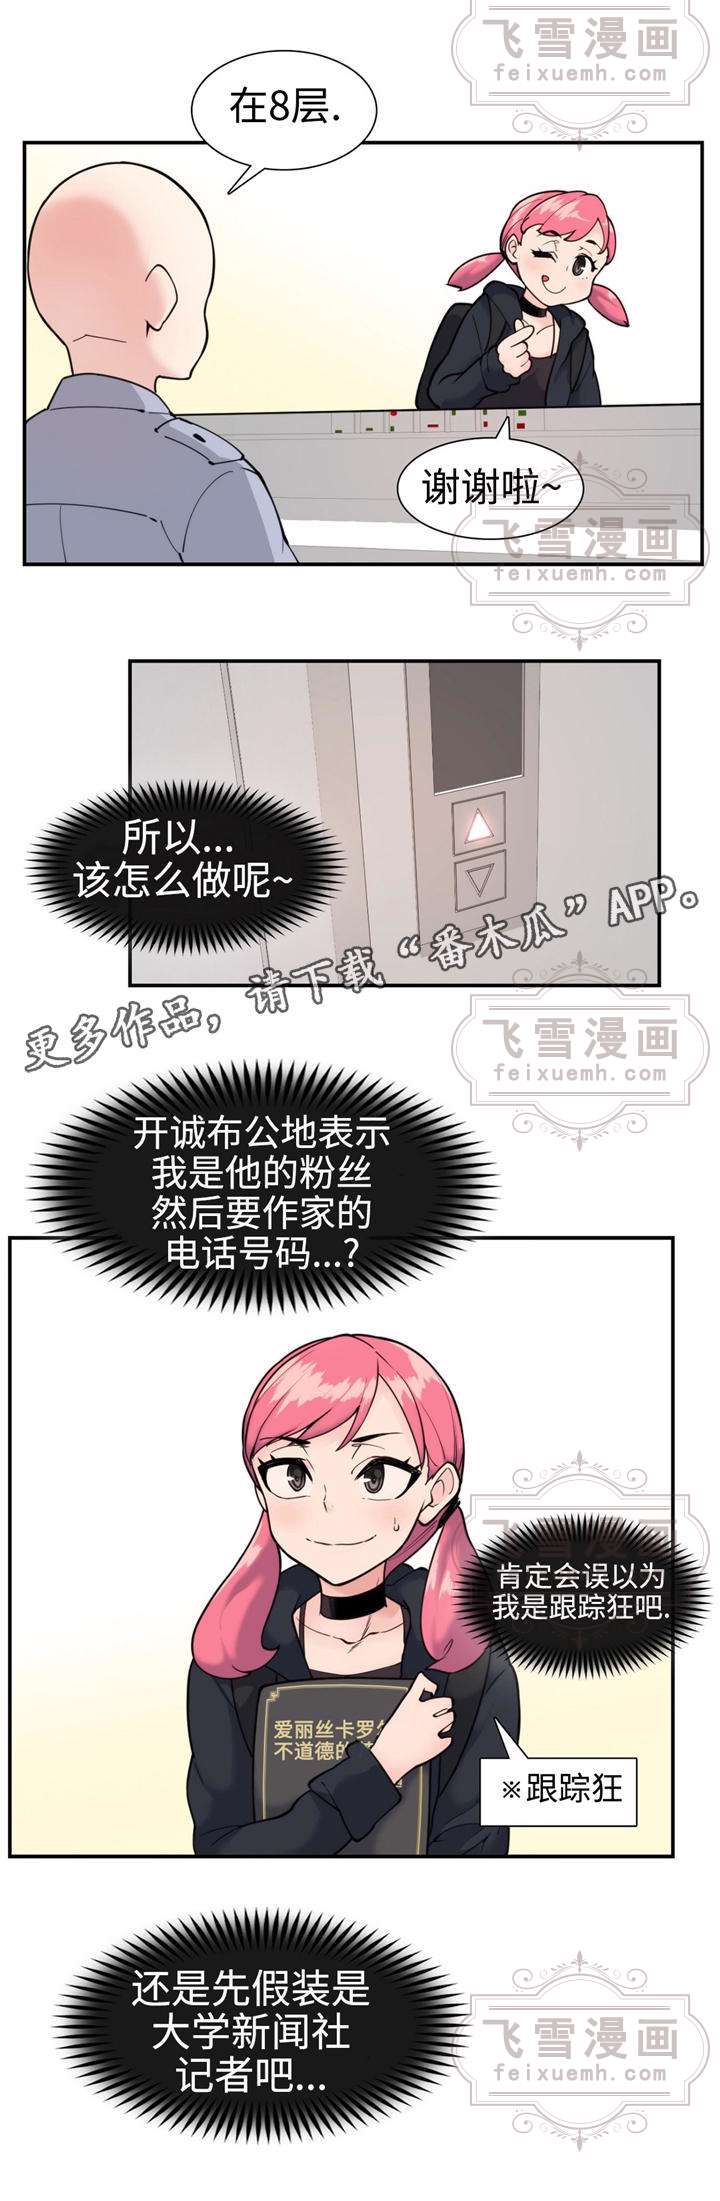 飞雪漫画
feixuemh.com
在8层.
谢谢啦~
飞雪漫画
feixuemh.com
所以...
该怎么做呢~
更多作品，请下载“番木瓜”APP。
飞雪漫画
feixuemh.com
开诚布公地表示
我是他的粉丝
然后要作家的
电话号码...?
飞雪漫画
肯定会误以为
我是跟踪狂吧.
爱丽丝卡罗
不道德的
※跟踪狂
还是先假装是
大学新闻社
记者吧...
飞雪漫画
feixuemh.com